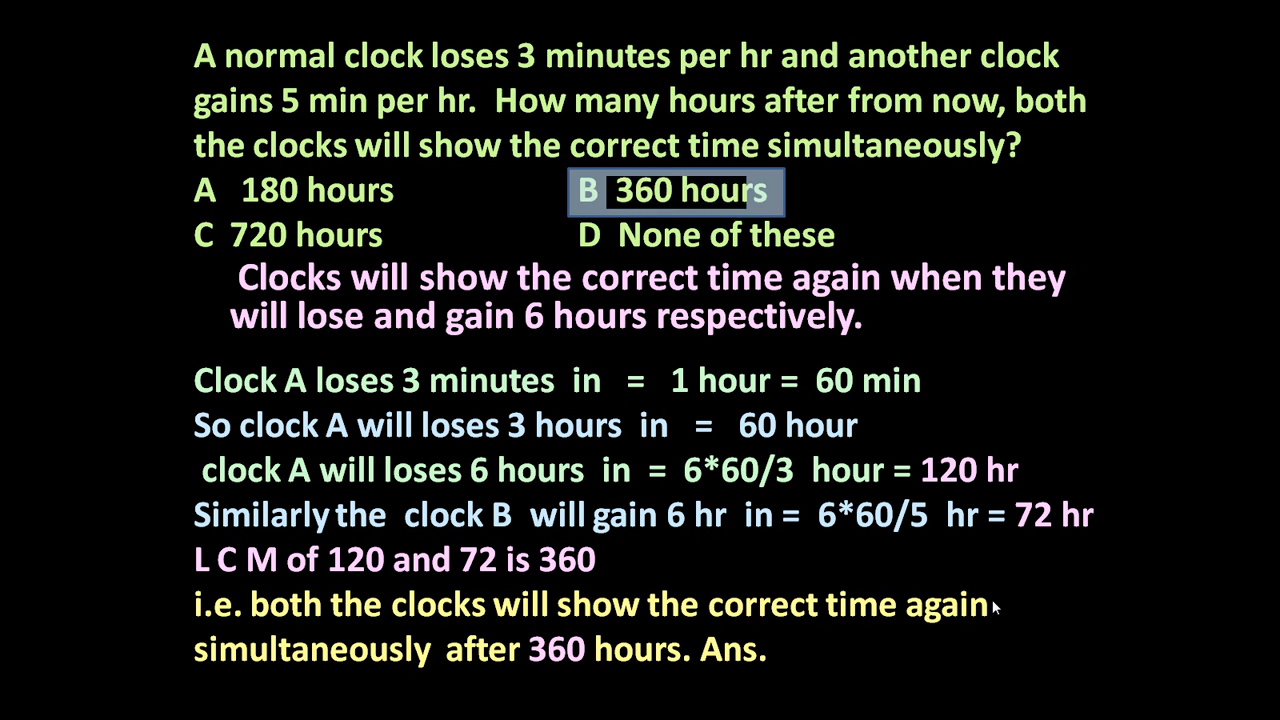 A normal clock loses 3 minutes per hr and another clock
gains 5 min per hr. How many hours after from now, both
the clocks will show the correct time simultaneously?
A 180 hours B 360 hours
C 720 hours D None of these
Clocks will show the correct time again when they
will lose and gain 6 hours respectively.
Clock A loses 3 minutes in = 1 hour = 60 min
So clock A will loses 3 hours in = 60 hour
clock A will loses 6 hours in = 6*60/3 hour = 120 hr
Similarly the clock B will gain 6 hr in = 6*60/5 hr = 72 hr
L C M of 120 and 72 is 360
i.e. both the clocks will show the correct time again
simultaneously after 360 hours. Ans.